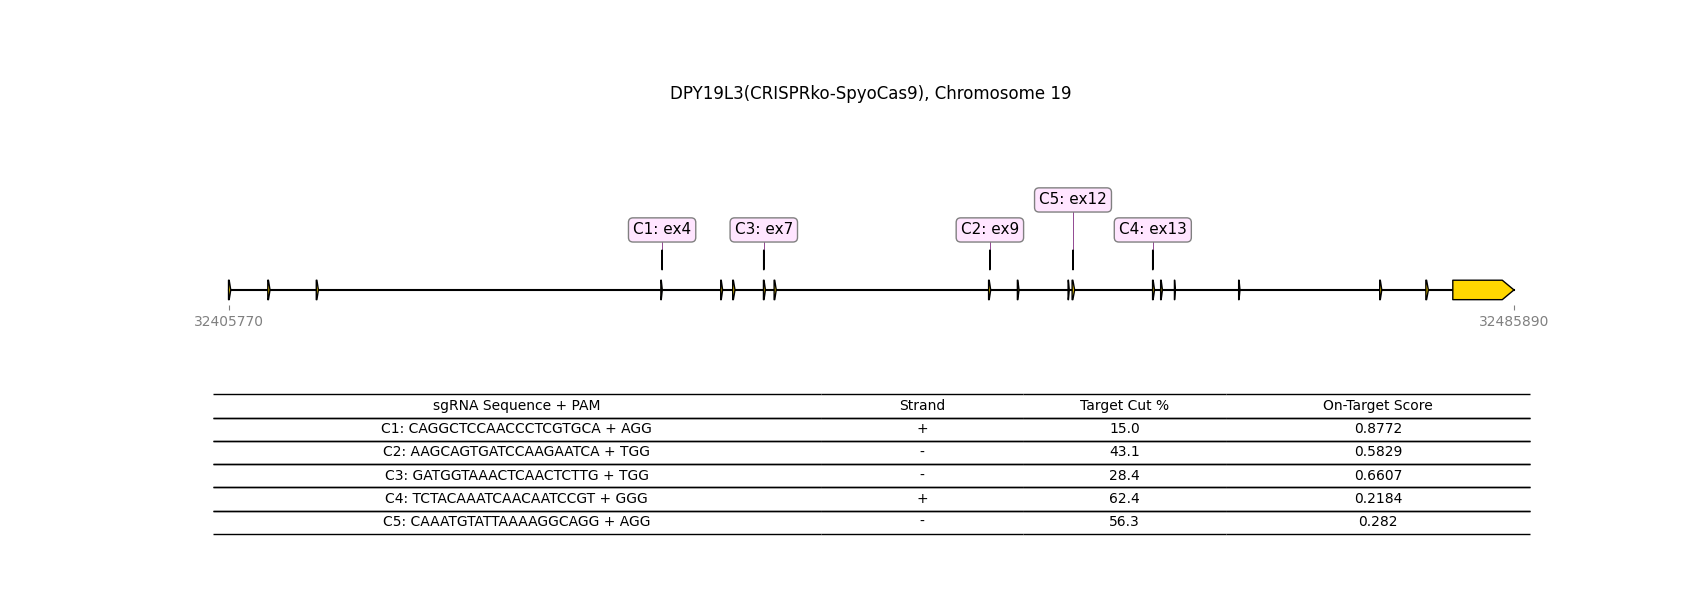 DPY19L3(CRISPRko-SpyoCas9), Chromosome 19
C5: ex12
C1: ex4 C3: ex7 C2: ex9 C4: ex13
32405770 32485890
sgRNA Sequence + PAM Strand Target Cut % On-Target Score
C1: CAGGCTCCAACCCTCGTGCA + AGG + 15.0 0.8772
C2: AAGCAGTGATCCAAGAATCA + TGG - 43.1 0.5829
C3: GATGGTAAACTCAACTCTTG + TGG - 28.4 0.6607
C4: TCTACAAATCAACAATCCGT + GGG + 62.4 0.2184
C5: CAAATGTATTAAAAGGCAGG + AGG - 56.3 0.282